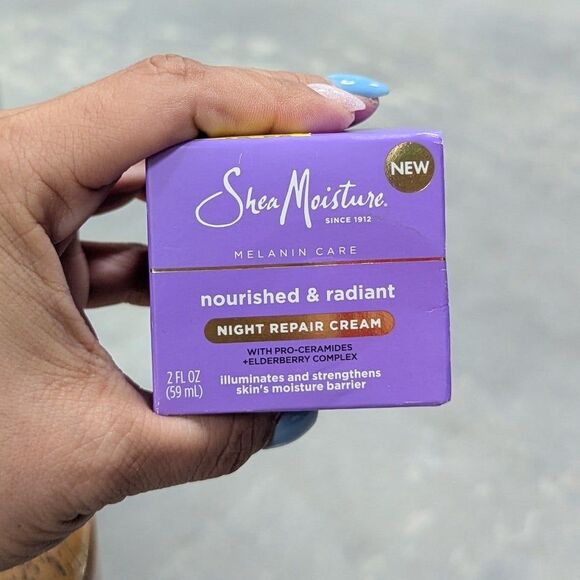 NEW
SheaMoisture.
SINCE 1912
MELANIN CARE
nourished & radiant
NIGHT REPAIR CREAM
WITH PRO-CERAMIDES
+ELDERBERRY COMPLEX
2 FL OZ
(59 mL)
illuminates and strengthens
skin's moisture barrier